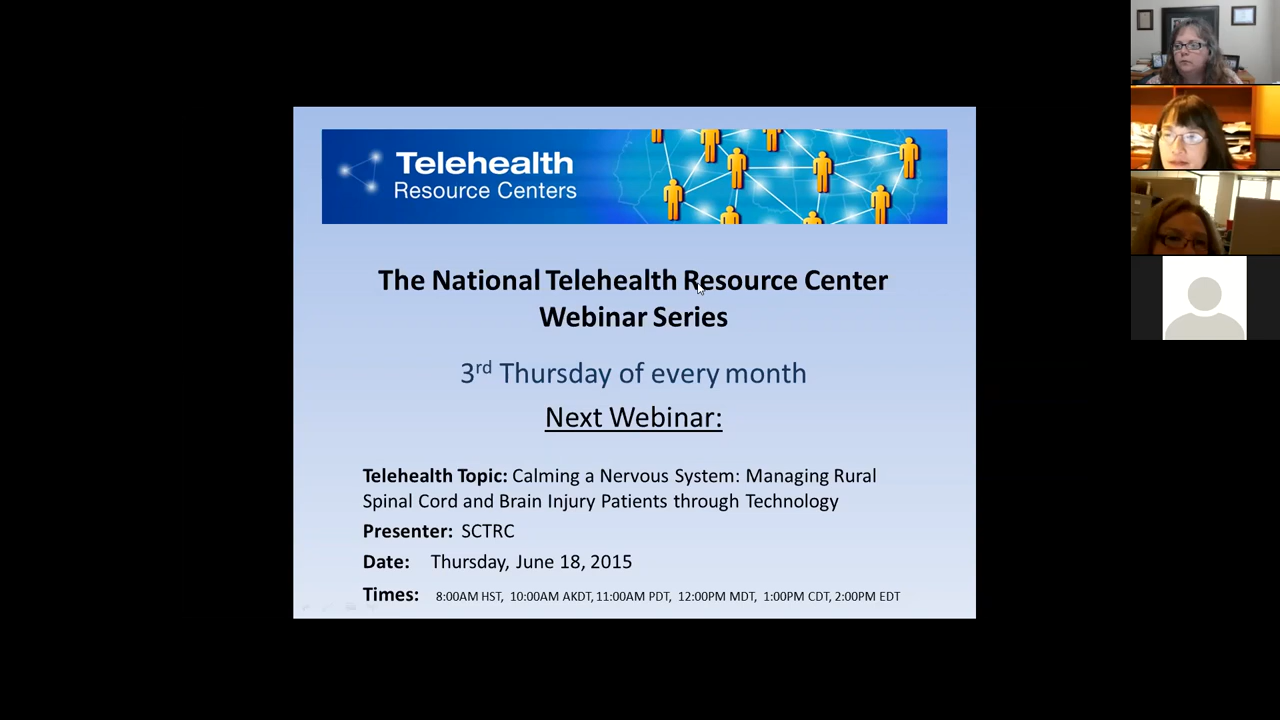 Telehealth
Resource Centers
The National Telehealth Resource Center
Webinar Series
3rd Thursday of every month
Next Webinar:
Telehealth Topic: Calming a Nervous System: Managing Rural
Spinal Cord and Brain Injury Patients through Technology
Presenter: SCTRC
Date: Thursday, June 18, 2015
Times: 8:00AM HST, 10:00AM AKDT, 11:00AM PDT, 12:00PM MDT, 1:00PM CDT, 2:00PM EDT